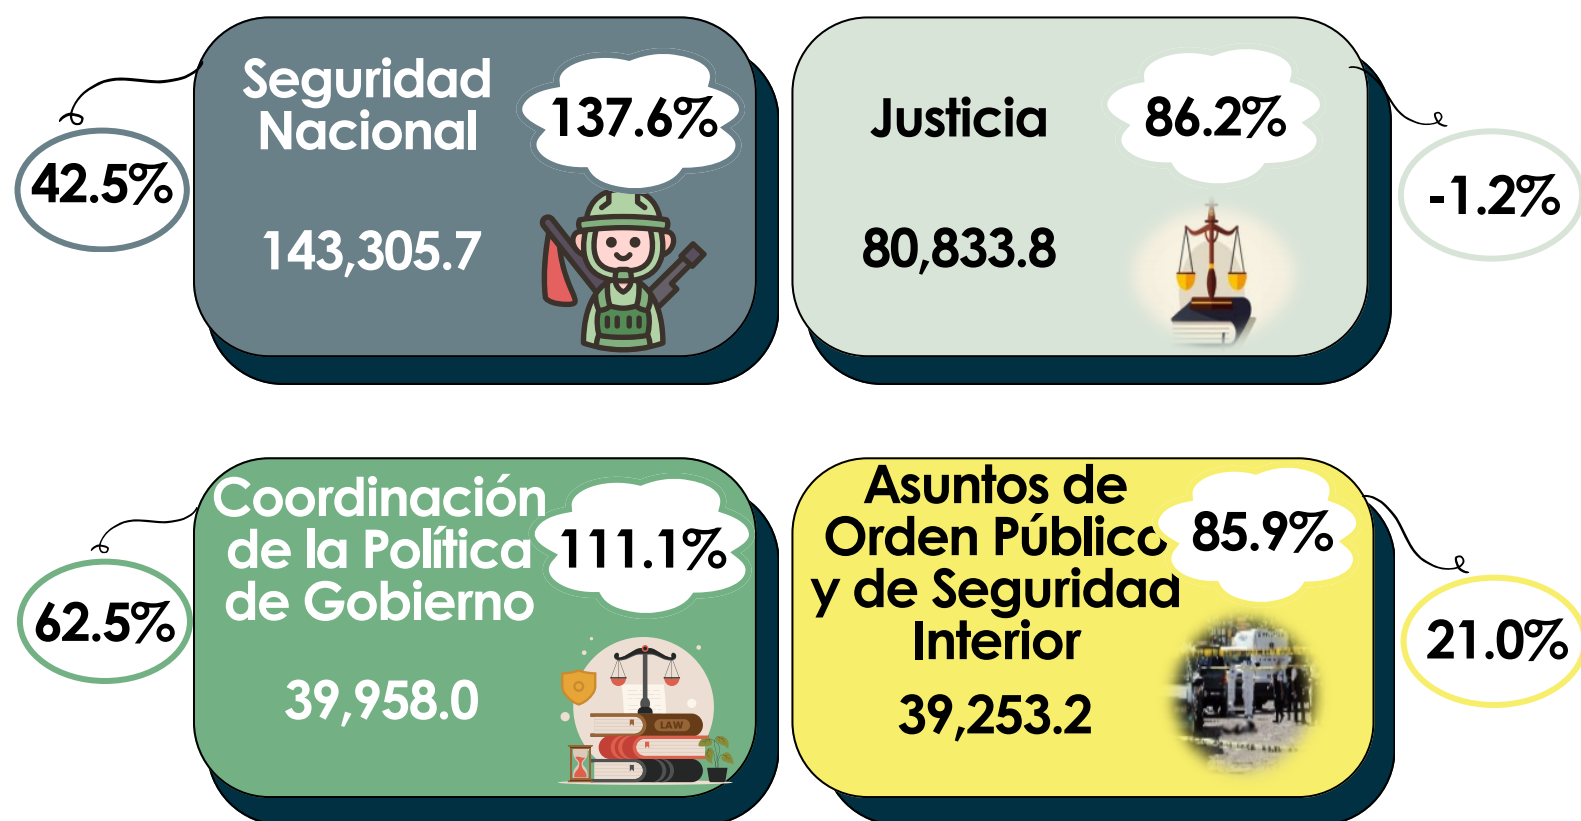 Seguridad
Nacional
137.6%
42.5%
143,305.7
Justicia
86.2%
-1.2%
80,833.8
Coordinación
de la Política
de Gobierno
111.1%
62.5%
39,958.0
LAW
Asuntos de
Orden Público
y de Seguridad
Interior
85.9%
21.0%
39,253.2